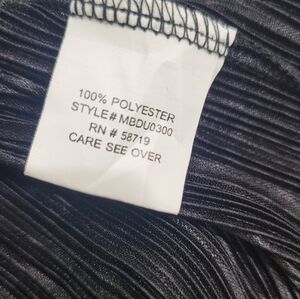 100% POLYESTER
STYLE# MBDU0300
RN # 58719
CARE SEE OVER